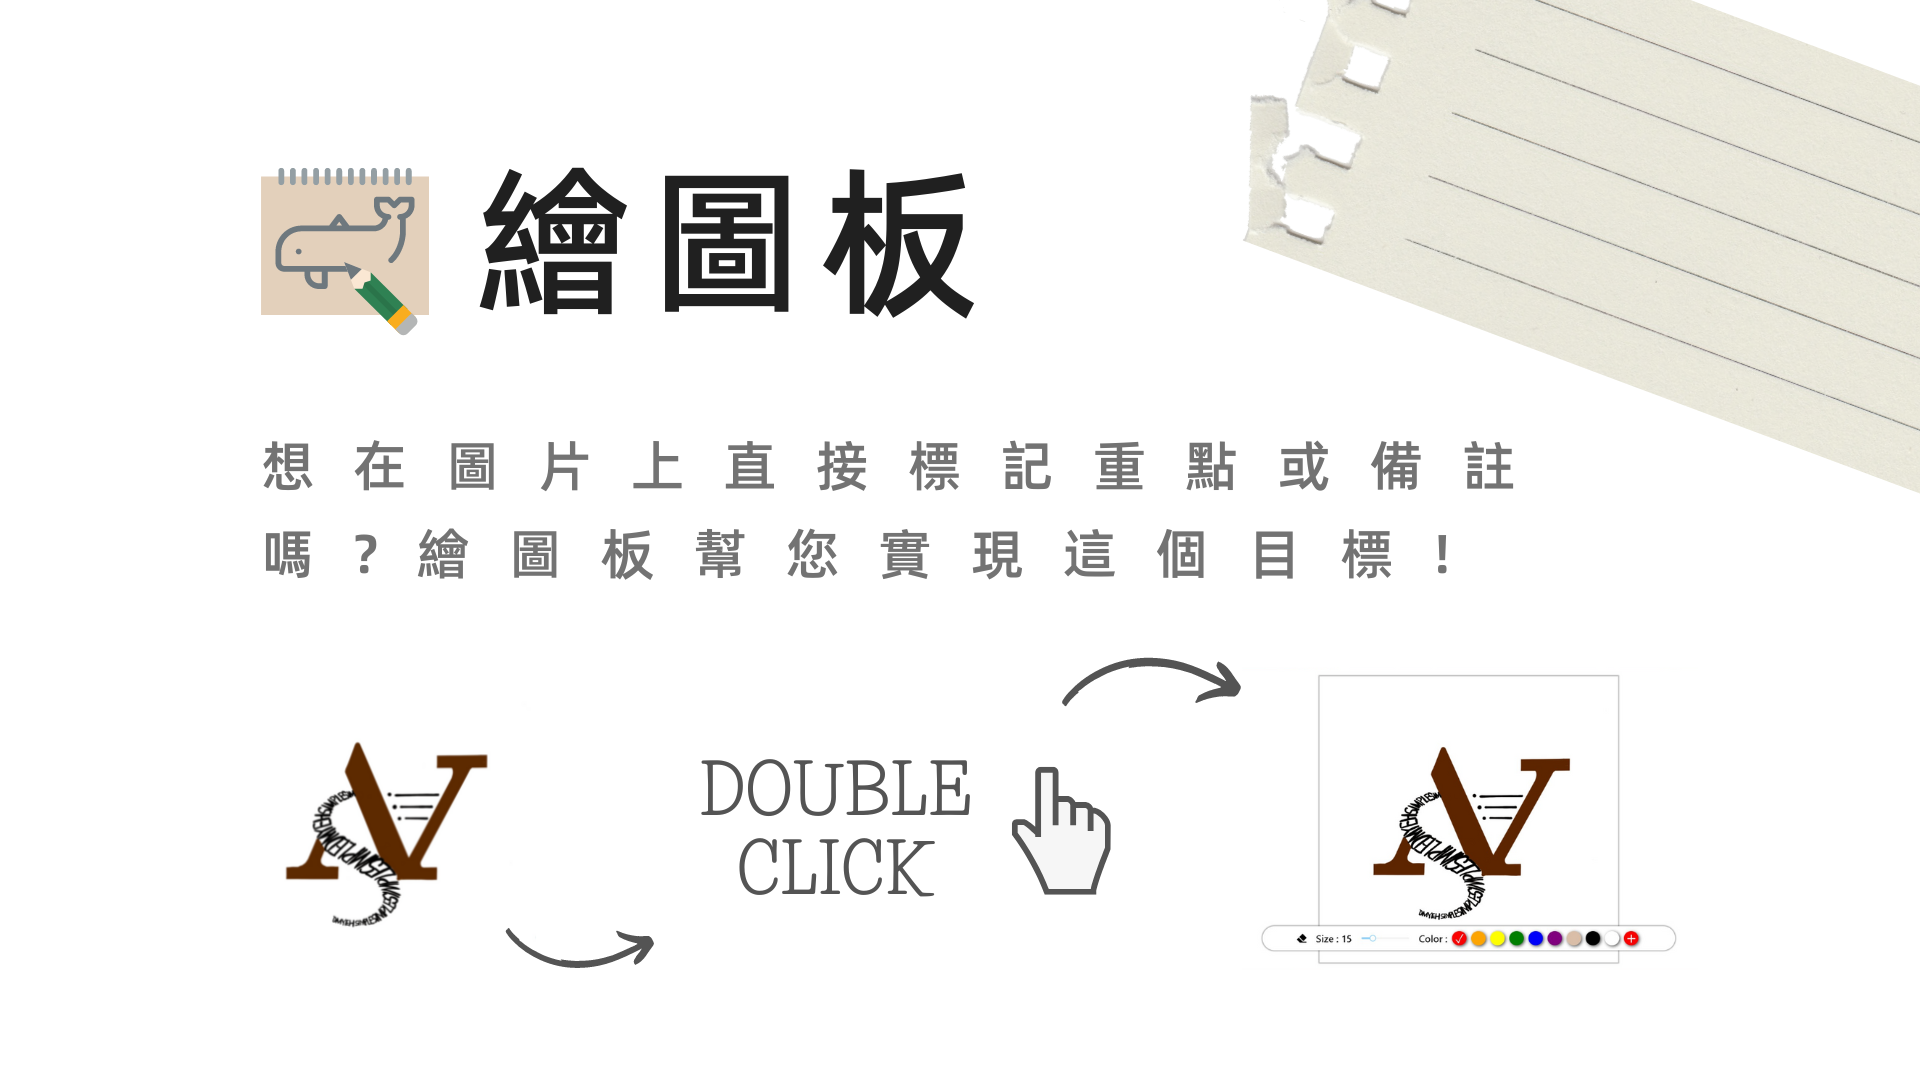 繪圖板
想在圖片上直接標記重點或備註
嗎?繪圖板幫您實現這個目標!
DOUBLE
CLICK
Size : 15
Color :